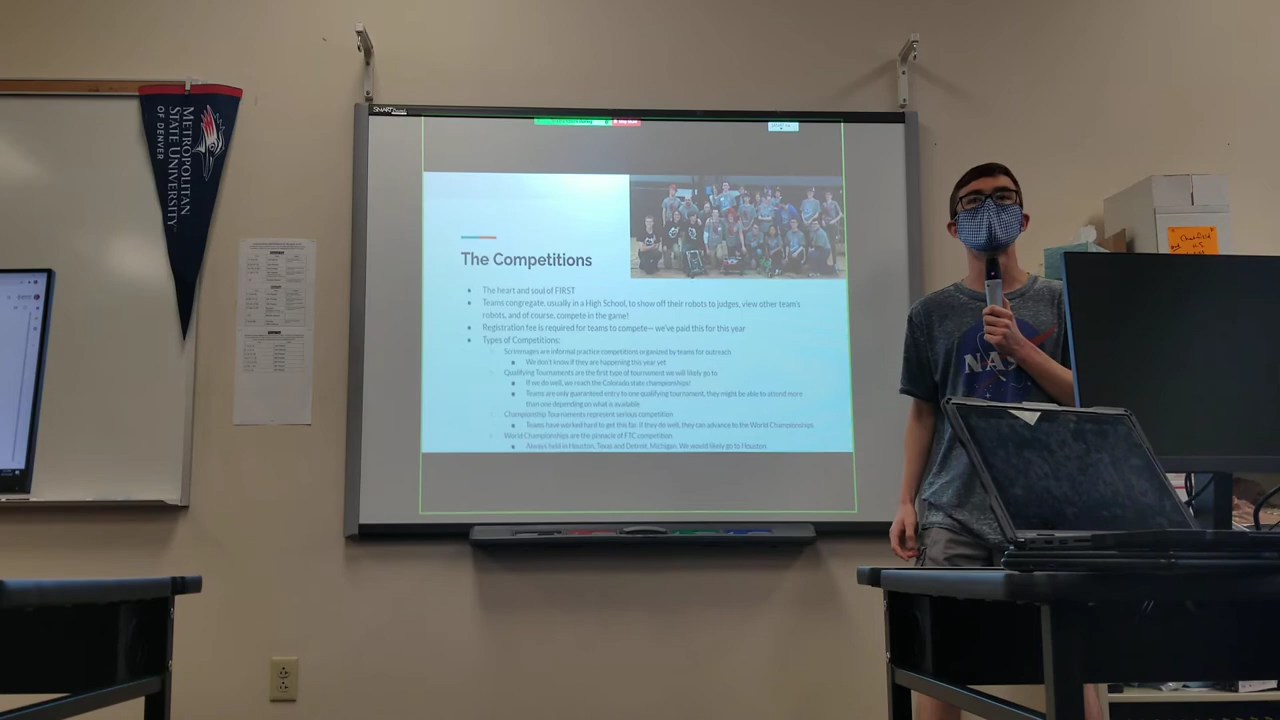 METROPOLITAN
STATE UNIVERSITY
OF DENVER
SMART Board
The Competitions
● The heart and soul of FIRST
● Teams congregate, usually in a High School, to show off their robots to judges, view other team's
robots, and of course, compete in the game!
● Registration fee is required for teams to compete— we've paid this for this year
● Types of Competitions:
○ Scrimmages are informal practice competitions organized by teams for outreach
■ We don't know if they are happening this year yet
○ Qualifying Tournaments are the first type of tournament we will likely go to
■ If we do well, we reach the Colorado state championships!
■ Teams are only guaranteed entry to one qualifying tournament, they might be able to attend more
than one depending on what is available
○ Championship Tournaments represent serious competition
■ Teams have worked hard to get this far. If they do well, they can advance to the World Championships.
○ World Championships are the pinnacle of FTC competition
■ Always held in Houston, Texas and Detroit, Michigan. We would likely go to Houston.
NAS
Chatfield